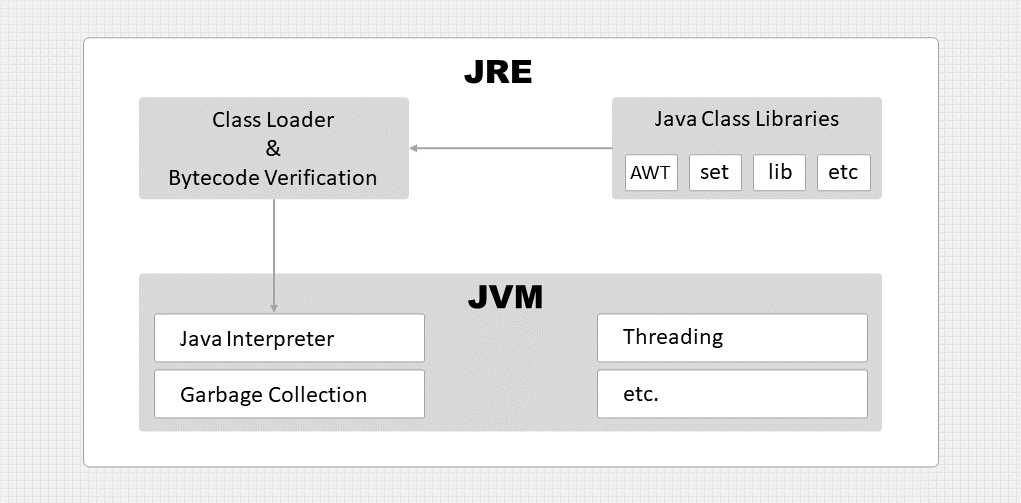 JRE
Class Loader
&
Bytecode Verification
Java Class Libraries
AWT
set
lib
etc
JVM
Java Interpreter
Threading
Garbage Collection
etc.